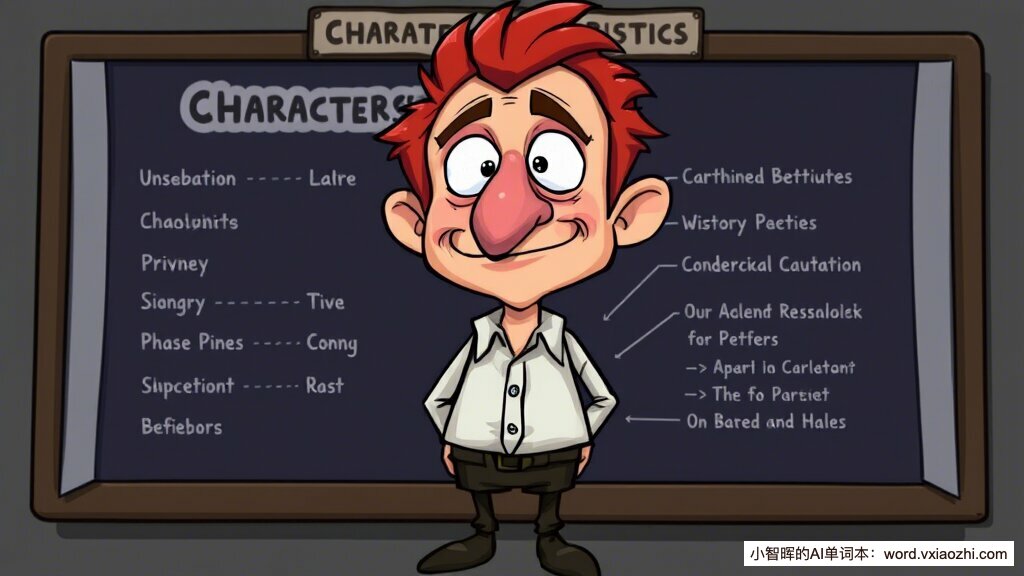 CHARATE ISTICS
CHARACTERS
Unsebation ----- Lalre
Chaolunits
Privney
Siangry ------- Tive
Phase Pines ----- Conny
Slipcetiont ------ Rast
Befiebors
Carthined Bettiutes
Wistory Paeties
Conderckal Cautation
Our Aclend Ressalolek
for Petfers
-> Apart io Carletont
-> The fo Partiet
On Bared and Hales
小智晖的AI单词本：word.vxiaozhi.com